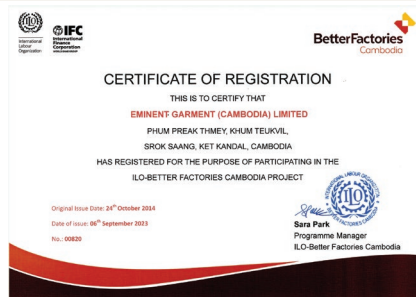 International
Labour
Organization
IFC
International
Finance
Corporation
BetterFactories
Cambodia
CERTIFICATE OF REGISTRATION
THIS IS TO CERTIFY THAT
EMINENT GARMENT (CAMBODIA) LIMITED
PHUM PREAK THMEY, KHUM TEUKVIL,
SROK SAANG, KET KANDAL, CAMBODIA
HAS REGISTERED FOR THE PURPOSE OF PARTICIPATING IN THE
ILO-BETTER FACTORIES CAMBODIA PROJECT
Original Issue Date: 24th October 2014
Date of issue: 06th September 2023
No.: 00820
Sara Park
Programme Manager
ILO-Better Factories Cambodia